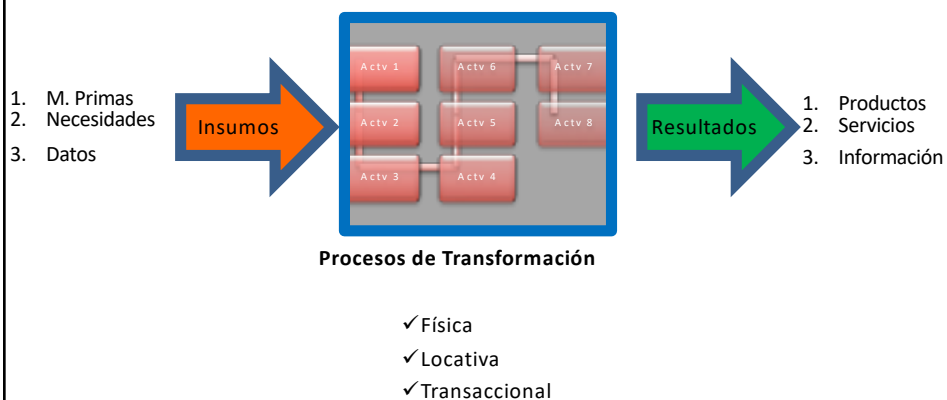 1. M. Primas
2. Necesidades
3. Datos
Insumos
Actv 1
Actv 2
Actv 3
Actv 4
Actv 5
Actv 6
Actv 7
Actv 8
Resultados
1. Productos
2. Servicios
3. Información
Procesos de Transformación
✓Física
✓Locativa
✓Transaccional